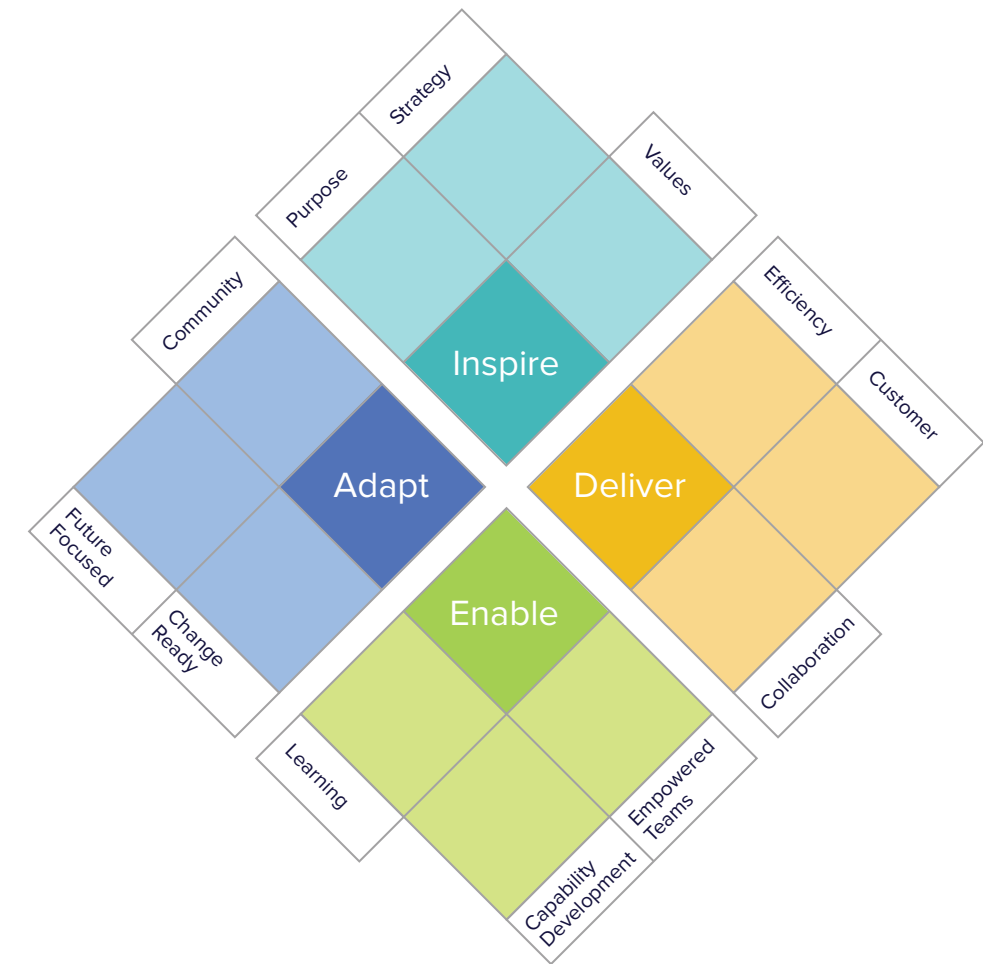 Strategy
Purpose
Values
Inspire
Community
Adapt
Future
Focused
Change
Ready
Efficiency
Customer
Deliver
Collaboration
Enable
Learning
Empowered
Teams
Capability
Development